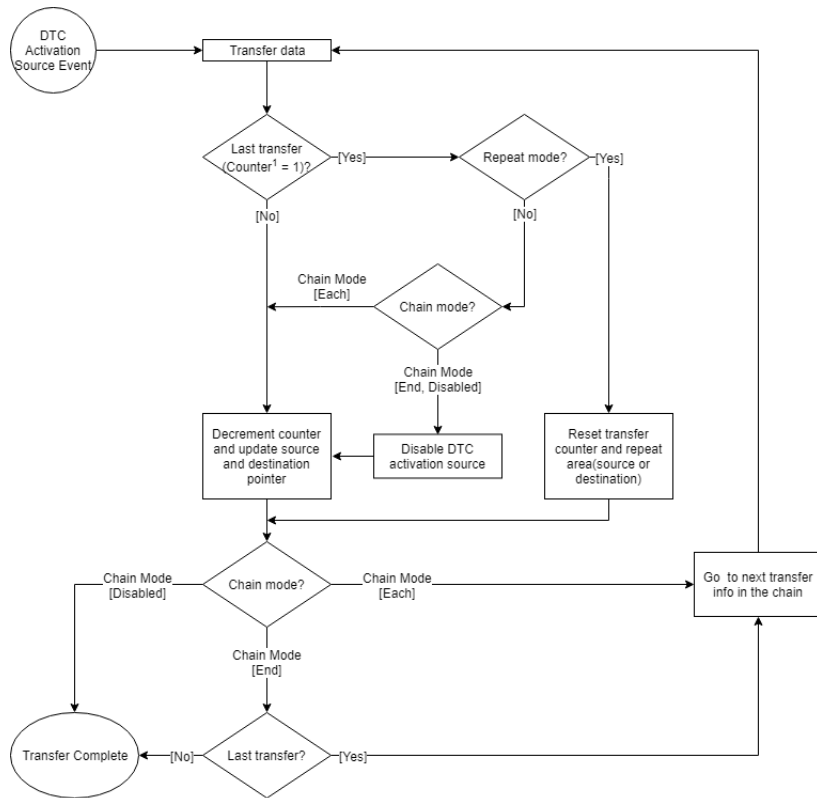 DTC
Activation
Source Event
Transfer data
Last transfer
(Counter¹ = 1)?
[Yes]
Repeat mode?
[Yes]
[No]
[No]
Chain Mode
[Each]
Chain mode?
Chain Mode
[End, Disabled]
Decrement counter
and update source
and destination
pointer
Disable DTC
activation source
Reset transfer
counter and repeat
area(source or
destination)
Chain Mode
[Disabled]
Chain mode?
Chain Mode
[Each]
Go  to next transfer
info in the chain
Chain Mode
[End]
Transfer Complete
[No]
Last transfer?
[Yes]